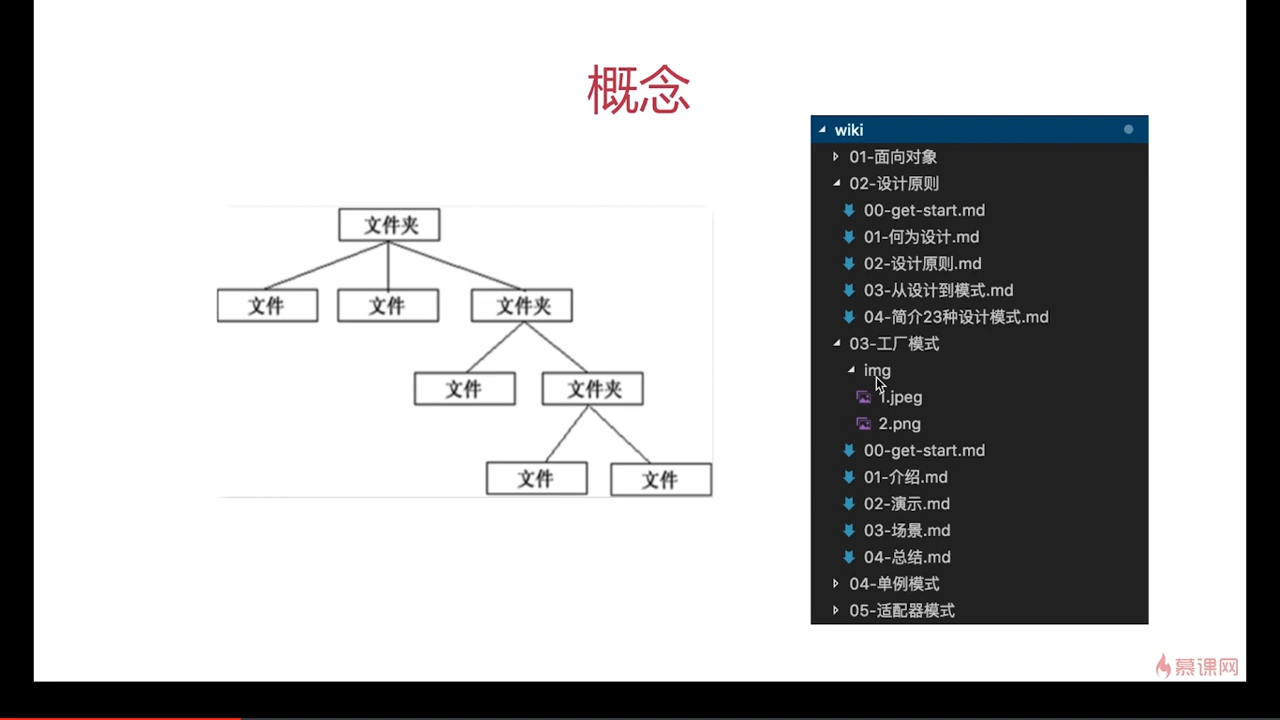 概念
文件夹
文件 文件 文件夹
文件 文件夹
文件 文件
wiki
01-面向对象
02-设计原则
00-get-start.md
01-何为设计.md
02-设计原则.md
03-从设计到模式.md
04-简介23种设计模式.md
03-工厂模式
img
1.jpeg
2.png
00-get-start.md
01-介绍.md
02-演示.md
03-场景.md
04-总结.md
04-单例模式
05-适配器模式
慕课网